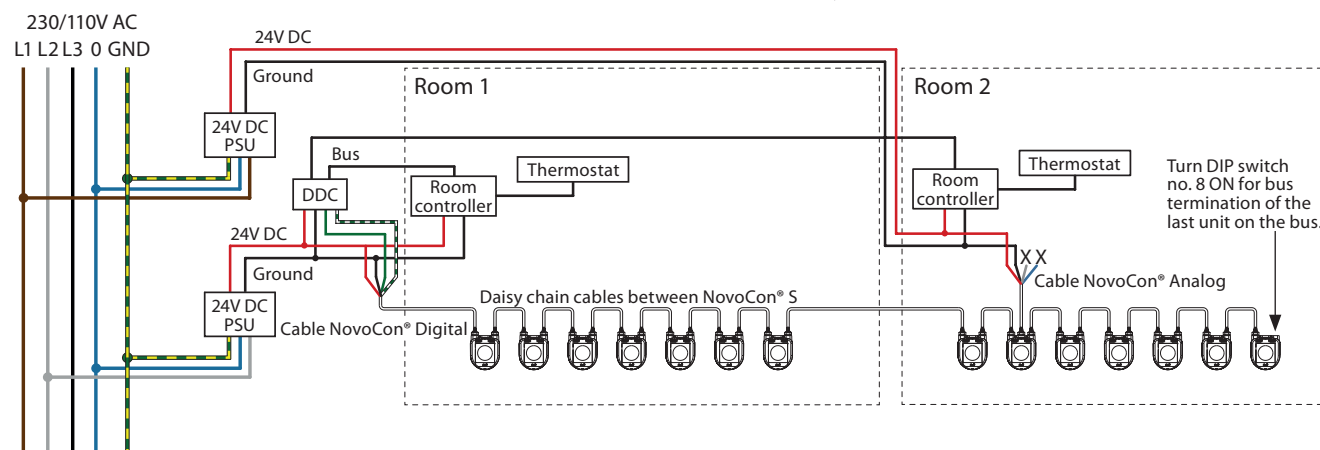 230/110V AC
L1 L2 L3 0 GND
24V DC
Ground
24V DC
PSU
Room 1
Room 2
Bus
DDC
Room
controller
Thermostat
Room
controller
Thermostat
Turn DIP switch
no. 8 ON for bus
termination of the
last unit on the bus.
24V DC
Ground
24V DC
PSU
Cable NovoCon® Digital
Daisy chain cables between NovoCon® S
X X
Cable NovoCon® Analog